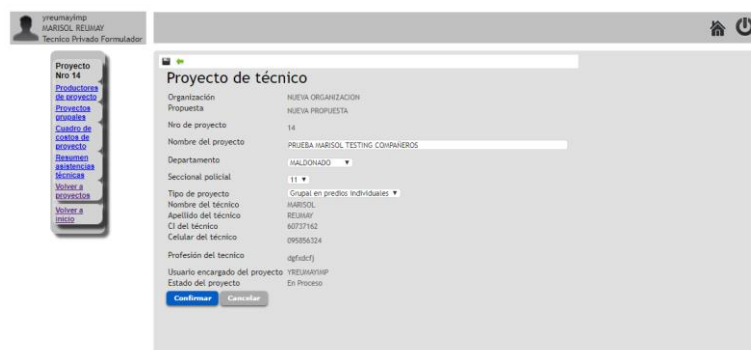 yreumayimp
MARISOL REUMAY
Tecnico Privado Formulador
Proyecto
Nro 14
Productores
de proyecto
Proyectos
grupales
Cuadro de
costos de
proyecto
Resumen
asistencias
técnicas
Volver a
proyectos
Volver a
inicio
Proyecto de técnico
Organización NUEVA ORGANIZACION
Propuesta NUEVA PROPUESTA
Nro de proyecto 14
Nombre del proyecto PRUEBA MARISOL TESTING COMPAÑEROS
Departamento MALDONADO
Seccional policial 11
Tipo de proyecto Grupal en predios individuales
Nombre del técnico MARISOL
Apellido del técnico REUMAY
CI del técnico 60737162
Celular del técnico 095856324
Profesión del tecnico dgfxdcfj
Usuario encargado del proyecto YREUMAYIMP
Estado del proyecto En Proceso
Confirmar Cancelar